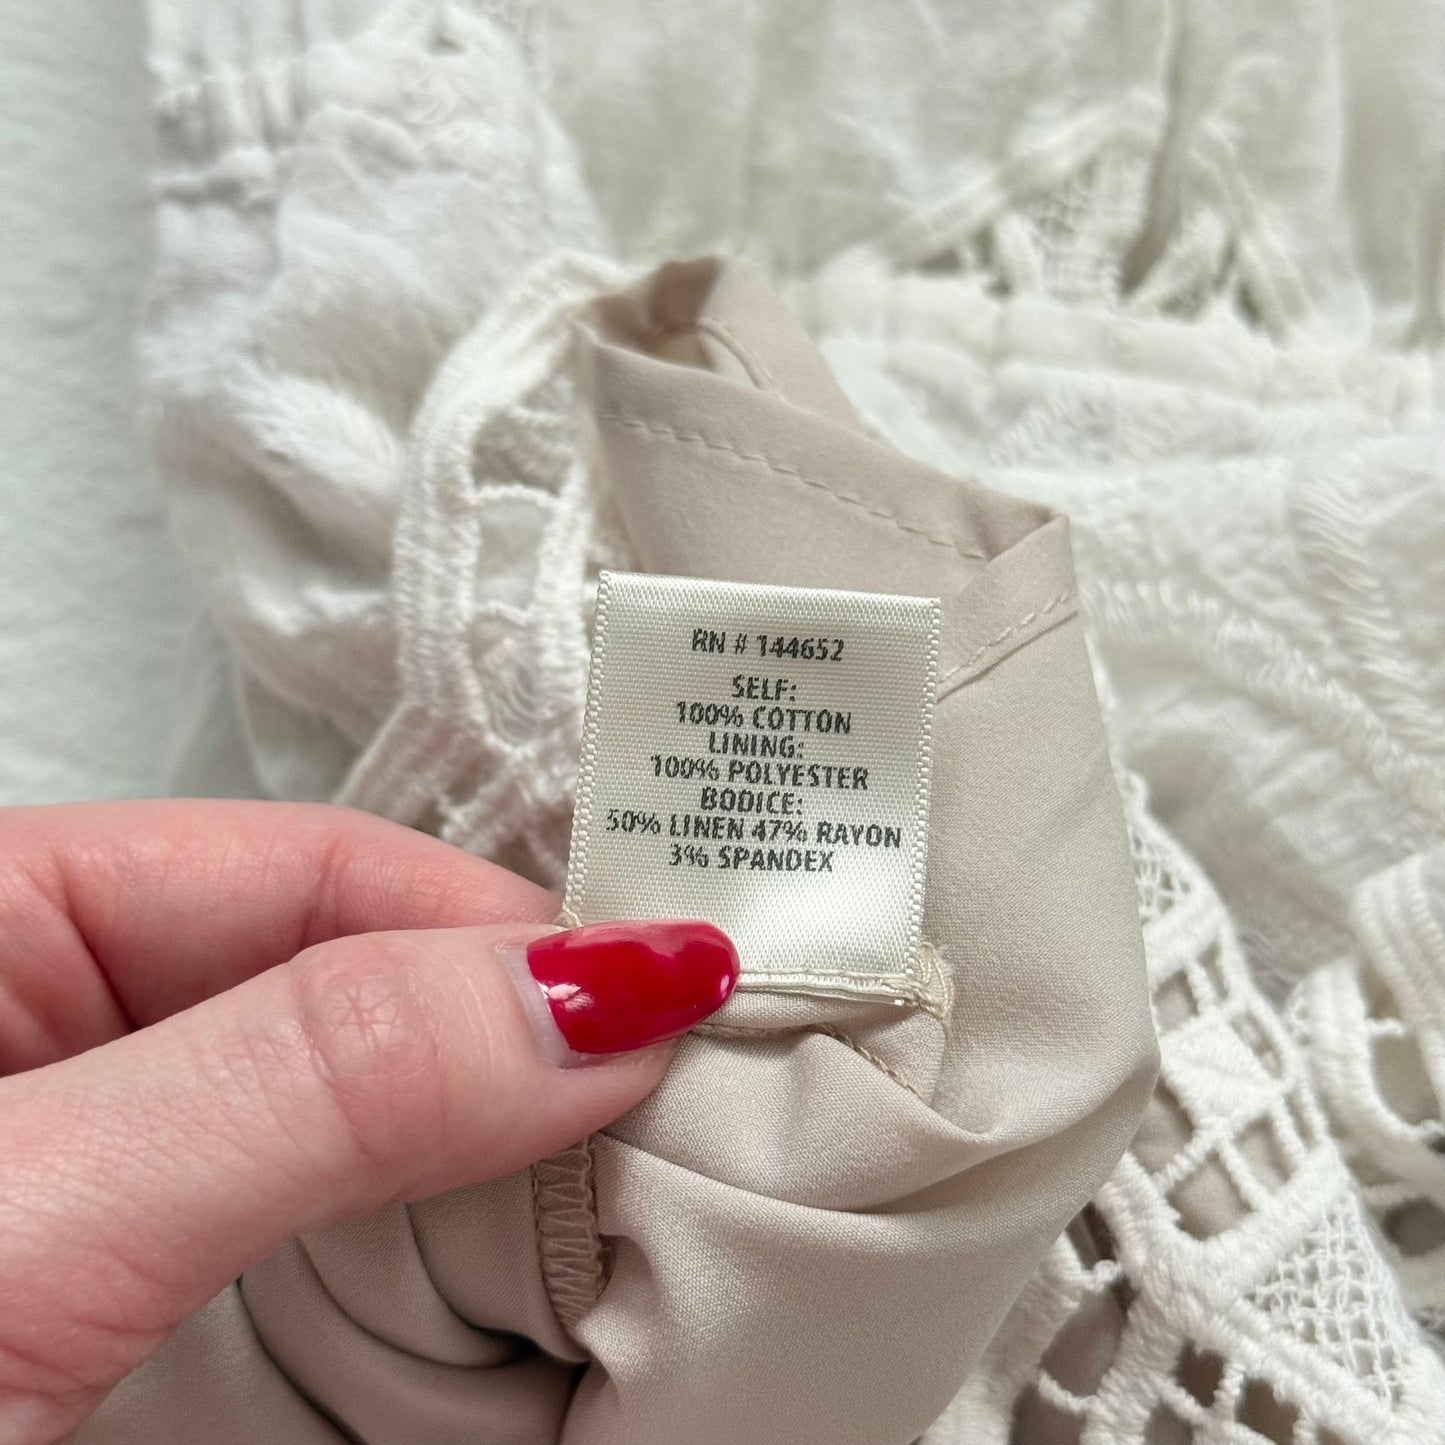 RN # 144652
SELF:
100% COTTON
LINING:
100% POLYESTER
BODICE:
50% LINEN 47% RAYON
3% SPANDEX